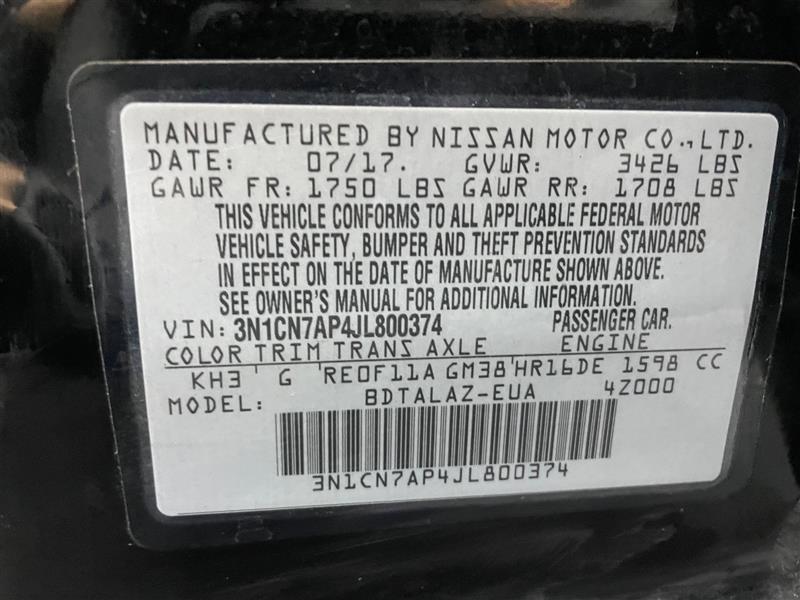 MANUFACTURED BY NISSAN MOTOR CO.,LTD.
DATE: 07/17. GVWR: 3426 LBS
GAWR FR: 1750 LBS GAWR RR: 1708 LBS
THIS VEHICLE CONFORMS TO ALL APPLICABLE FEDERAL MOTOR
VEHICLE SAFETY, BUMPER AND THEFT PREVENTION STANDARDS
IN EFFECT ON THE DATE OF MANUFACTURE SHOWN ABOVE.
SEE OWNER'S MANUAL FOR ADDITIONAL INFORMATION.
VIN: 3N1CN7AP4JL800374 PASSENGER CAR.
COLOR TRIM TRANS AXLE ENGINE
KH3 G RE0F11A GM38 HR16DE 1598 CC
MODEL: BDTALAZ-EUA 4Z000
3N1CN7AP4JL800374